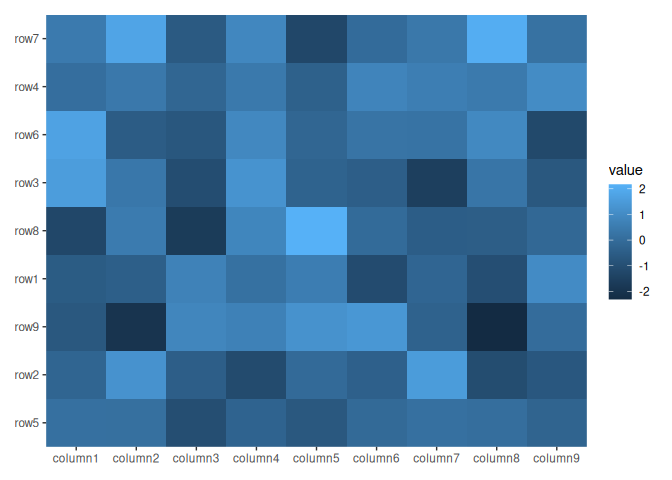 row7
row4
row6
row3
row8
row1
row9
row2
row5
column1 column2 column3 column4 column5 column6 column7 column8 column9
value
2
1
0
-1
-2